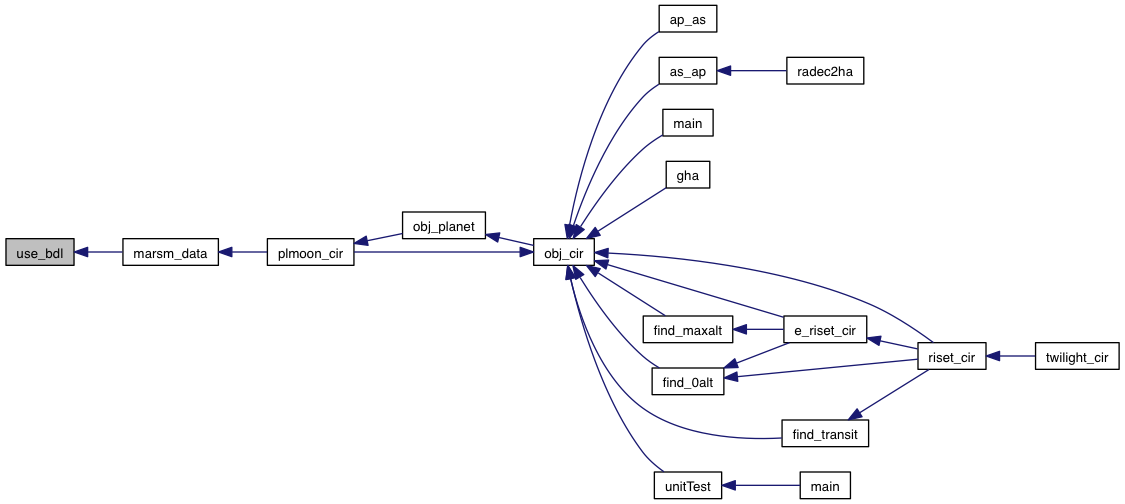 ap_as
as_ap
radec2ha
main
gha
obj_planet
use_bdl
marsm_data
plmoon_cir
obj_cir
find_maxalt
e_riset_cir
riset_cir
twilight_cir
find_0alt
find_transit
unitTest
main